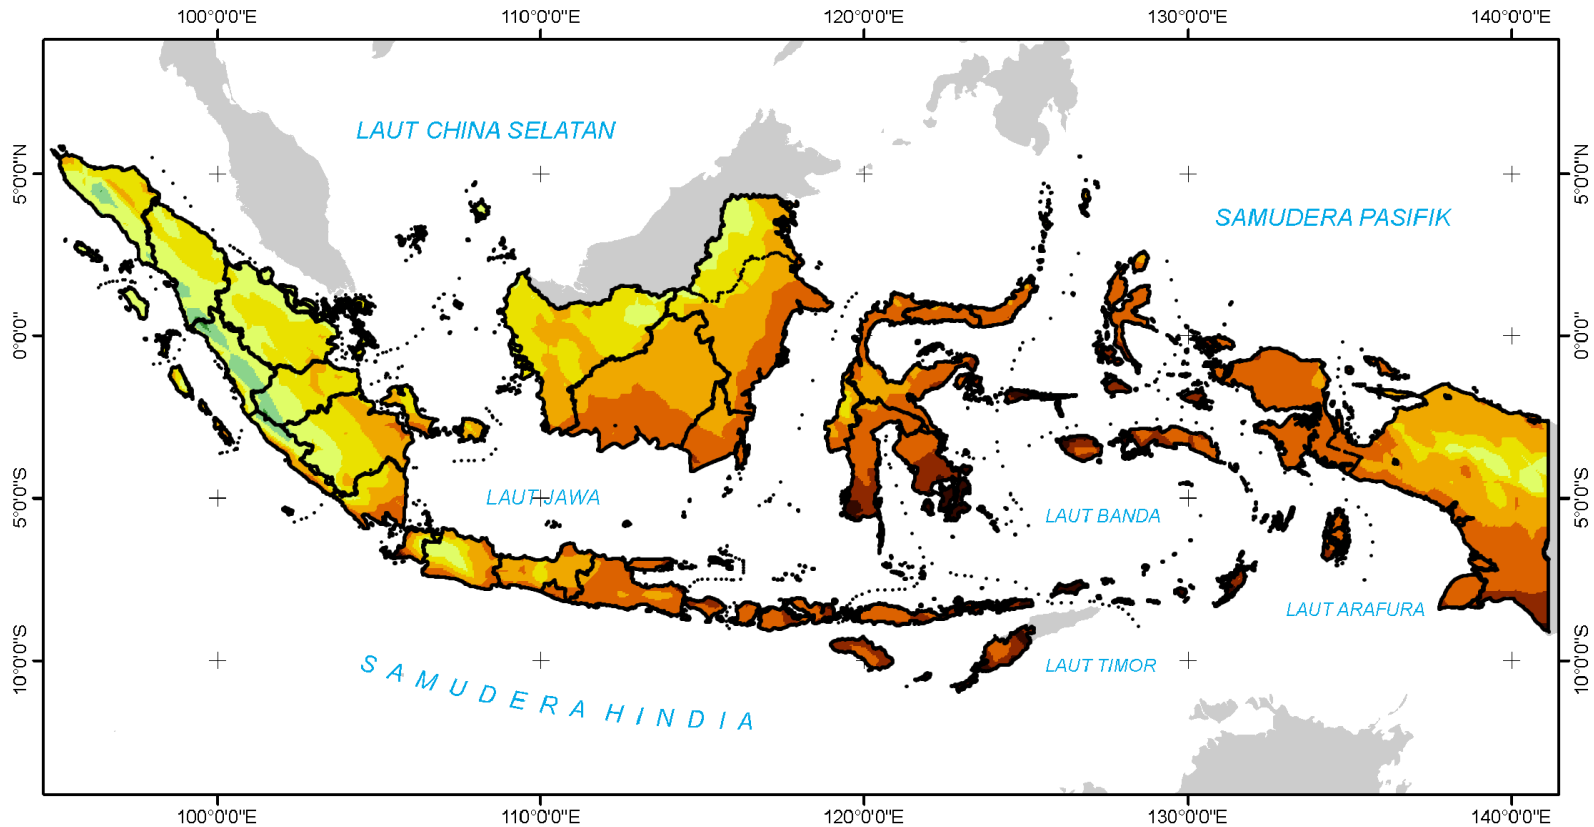 100°0'0"E 110°0'0"E 120°0'0"E 130°0'0"E 140°0'0"E
LAUT CHINA SELATAN
5°0'0"N 5°0'0"N
SAMUDERA PASIFIK
0°0'0" 0°0'0"
LAUT JAWA
5°0'0"S 5°0'0"S
LAUT BANDA
LAUT ARAFURA
10°0'0"S 10°0'0"S
LAUT TIMOR
SAMUDERA HINDIA
100°0'0"E 110°0'0"E 120°0'0"E 130°0'0"E 140°0'0"E